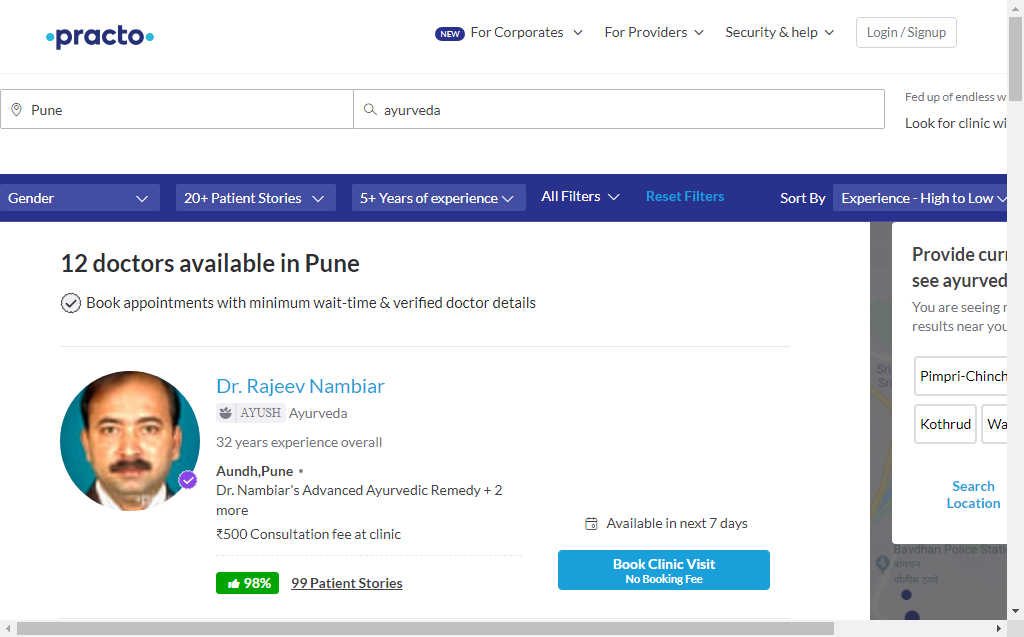 practo
NEW For Corporates
For Providers
Security & help
Login / Signup
Pune
ayurveda
Fed up of endless w
Look for clinic wi
Gender
20+ Patient Stories
5+ Years of experience
All Filters
Reset Filters
Sort By
Experience - High to Low
12 doctors available in Pune
Book appointments with minimum wait-time & verified doctor details
Provide curr
see ayurved
You are seeing r
results near you
Pimpri-Chinch
Kothrud
Wa
Search
Location
Dr. Rajeev Nambiar
AYUSH Ayurveda
32 years experience overall
Aundh,Pune •
Dr. Nambiar's Advanced Ayurvedic Remedy + 2
more
₹500 Consultation fee at clinic
98%
99 Patient Stories
Available in next 7 days
Book Clinic Visit
No Booking Fee
Bavdhan Police Stati
बावधन
पोलीस ठाणे